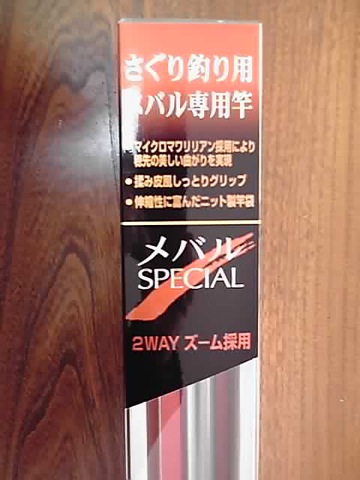 さぐり釣り用
メバル専用竿
●マイクロマワリリアン採用により
穂先の美しい曲がりを実現
●揉み皮風しっとりグリップ
●伸縮性に富んだニット製竿袋
メバル
SPECIAL
2WAY ズーム採用